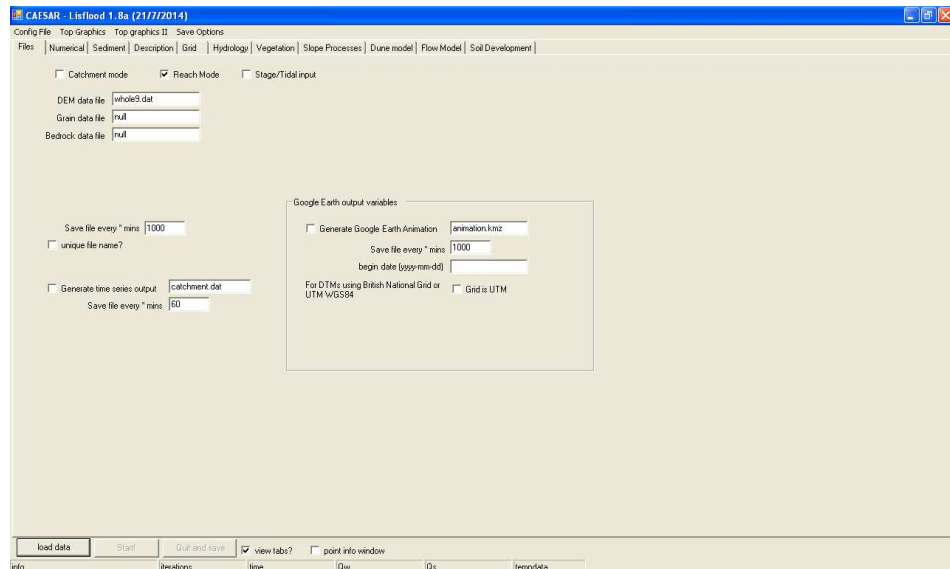 CAESAR - Lisflood 1.8a (21/7/2014)
Config File Top Graphics Top graphics II Save Options
Files Numerical Sediment Description Grid Hydrology Vegetation Slope Processes Dune model Flow Model Soil Development
Catchment mode Reach Mode Stage/Tidal input
DEM data file whole9.dat
Grain data file null
Bedrock data file null
Google Earth output variables
Save file every * mins 1000
Generate Google Earth Animation animation.kmz
unique file name?
Save file every * mins 1000
begin date (yyyy-mm-dd)
Generate time series output catchment.dat
For DTMs using British National Grid or
UTM WGS84
Grid is UTM
Save file every * mins 60
load data Start! Quit and save view tabs? point info window
info iterations time Qw Qs tempdata